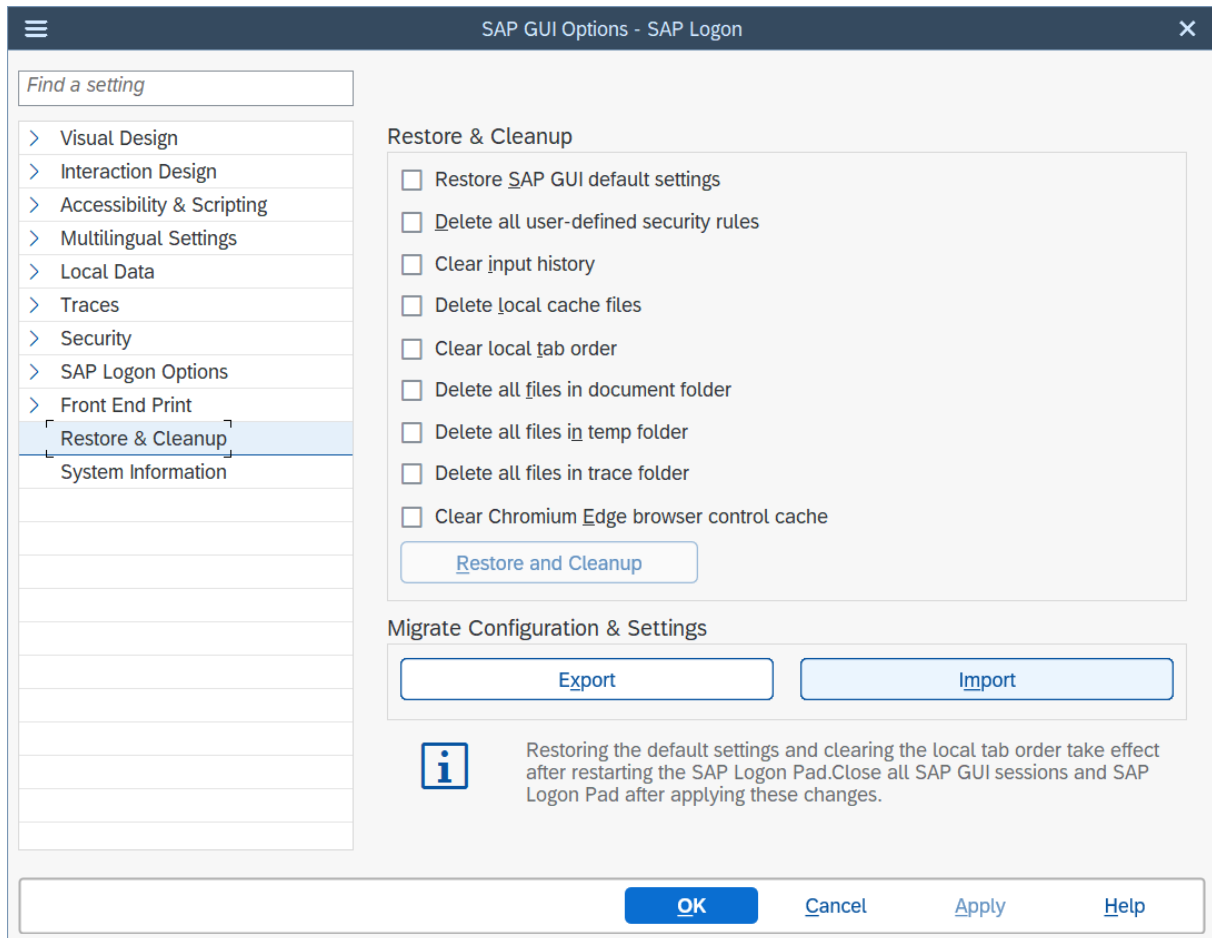 SAP GUI Options - SAP Logon
Find a setting
Visual Design
Interaction Design
Accessibility & Scripting
Multilingual Settings
Local Data
Traces
Security
SAP Logon Options
Front End Print
Restore & Cleanup
System Information
Restore & Cleanup
Restore SAP GUI default settings
Delete all user-defined security rules
Clear input history
Delete local cache files
Clear local tab order
Delete all files in document folder
Delete all files in temp folder
Delete all files in trace folder
Clear Chromium Edge browser control cache
Restore and Cleanup
Migrate Configuration & Settings
Export Import
Restoring the default settings and clearing the local tab order take effect
after restarting the SAP Logon Pad.Close all SAP GUI sessions and SAP
Logon Pad after applying these changes.
OK Cancel Apply Help